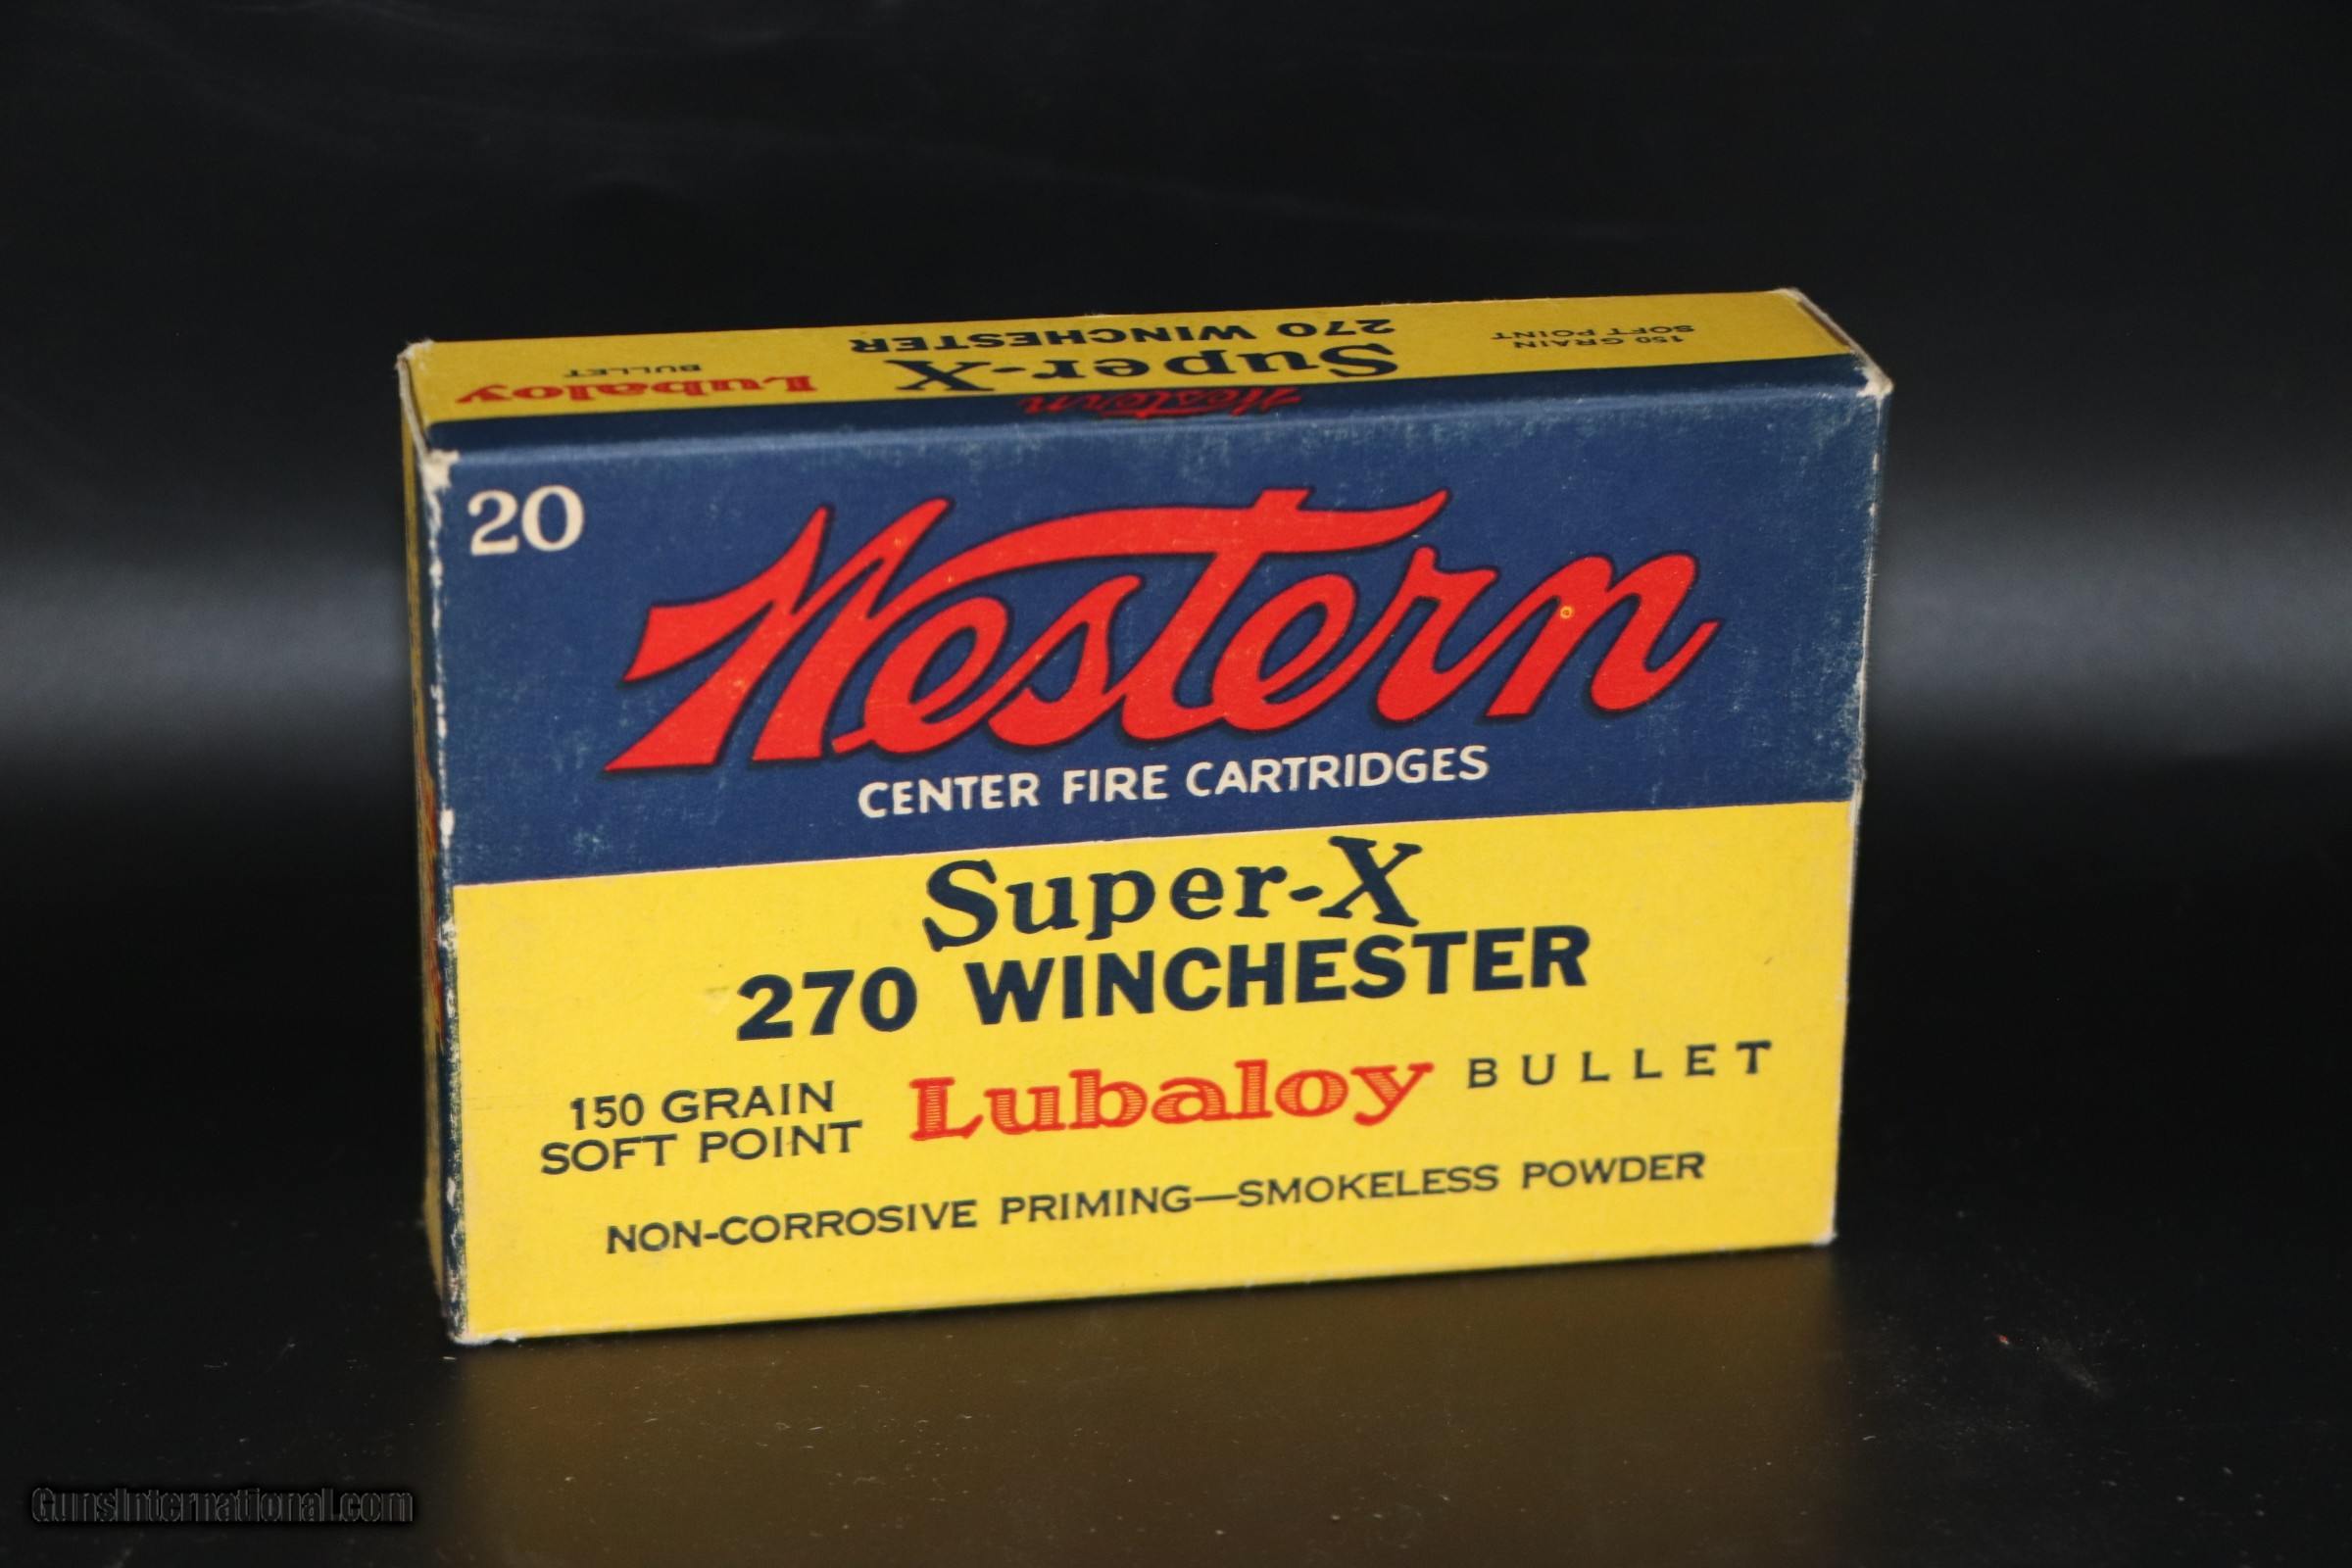 270 WINCHESTER
Super-X
Western
Lubaloy
BULLET
150 GRAIN
SOFT POINT
20
Western
CENTER FIRE CARTRIDGES
Super-X
270 WINCHESTER
150 GRAIN
SOFT POINT
Lubaloy BULLET
NON-CORROSIVE PRIMING—SMOKELESS POWDER
GunsInternational.com